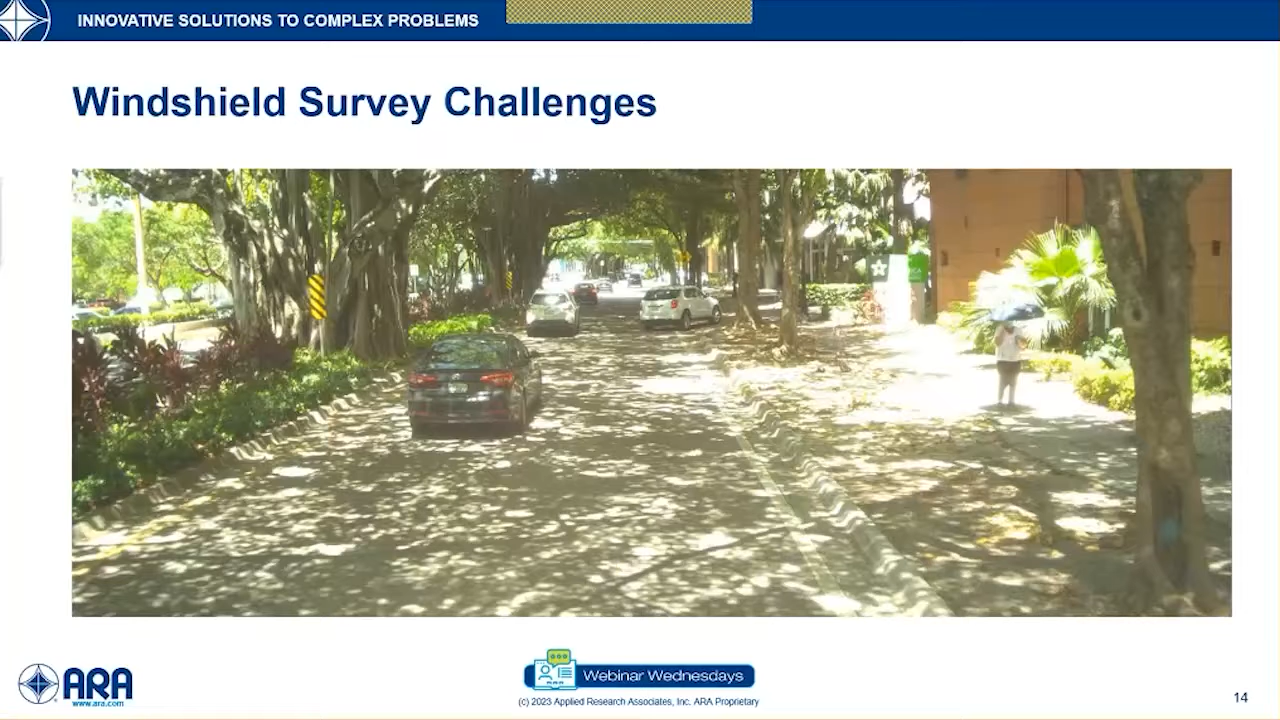 INNOVATIVE SOLUTIONS TO COMPLEX PROBLEMS
Windshield Survey Challenges
ARA
www.ara.com
Webinar Wednesdays
(c) 2023 Applied Research Associates, Inc. ARA Proprietary
14